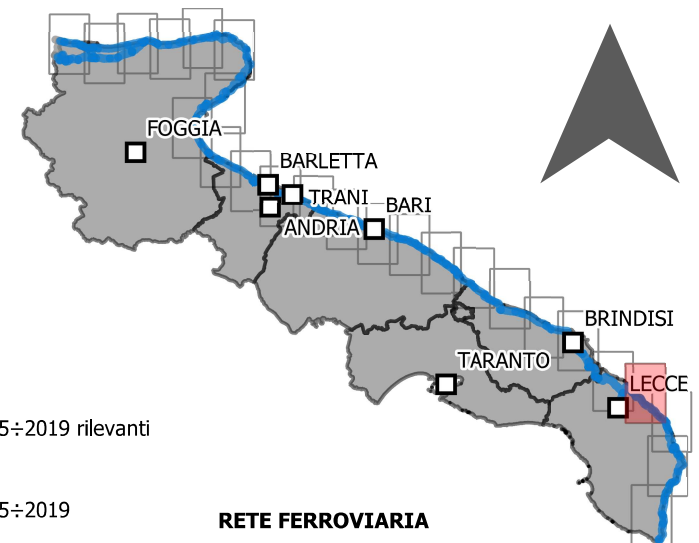 FOGGIA
BARLETTA
TRANI
BARI
ANDRIA
BRINDISI
TARANTO
LECCE
5÷2019 rilevanti
5÷2019
RETE FERROVIARIA